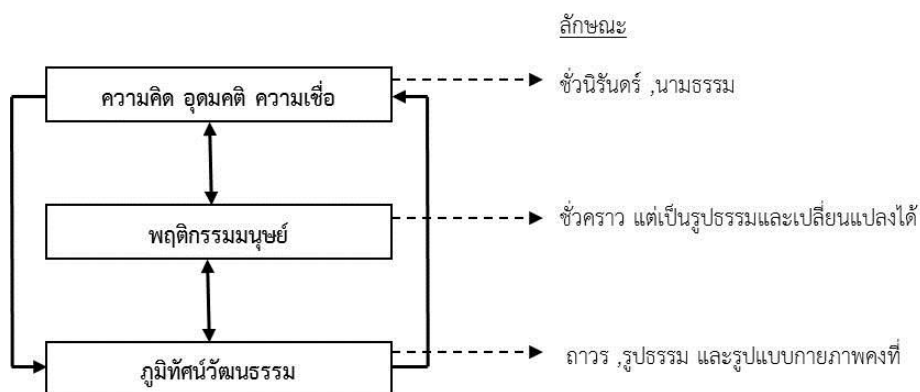 ลักษณะ
ความคิด อุดมคติ ความเชื่อ
ชั่วนิรันดร์ ,นามธรรม
พฤติกรรมมนุษย์
ชั่วคราว แต่เป็นรูปธรรมและเปลี่ยนแปลงได้
ภูมิทัศน์วัฒนธรรม
ถาวร ,รูปธรรม และรูปแบบกายภาพคงที่